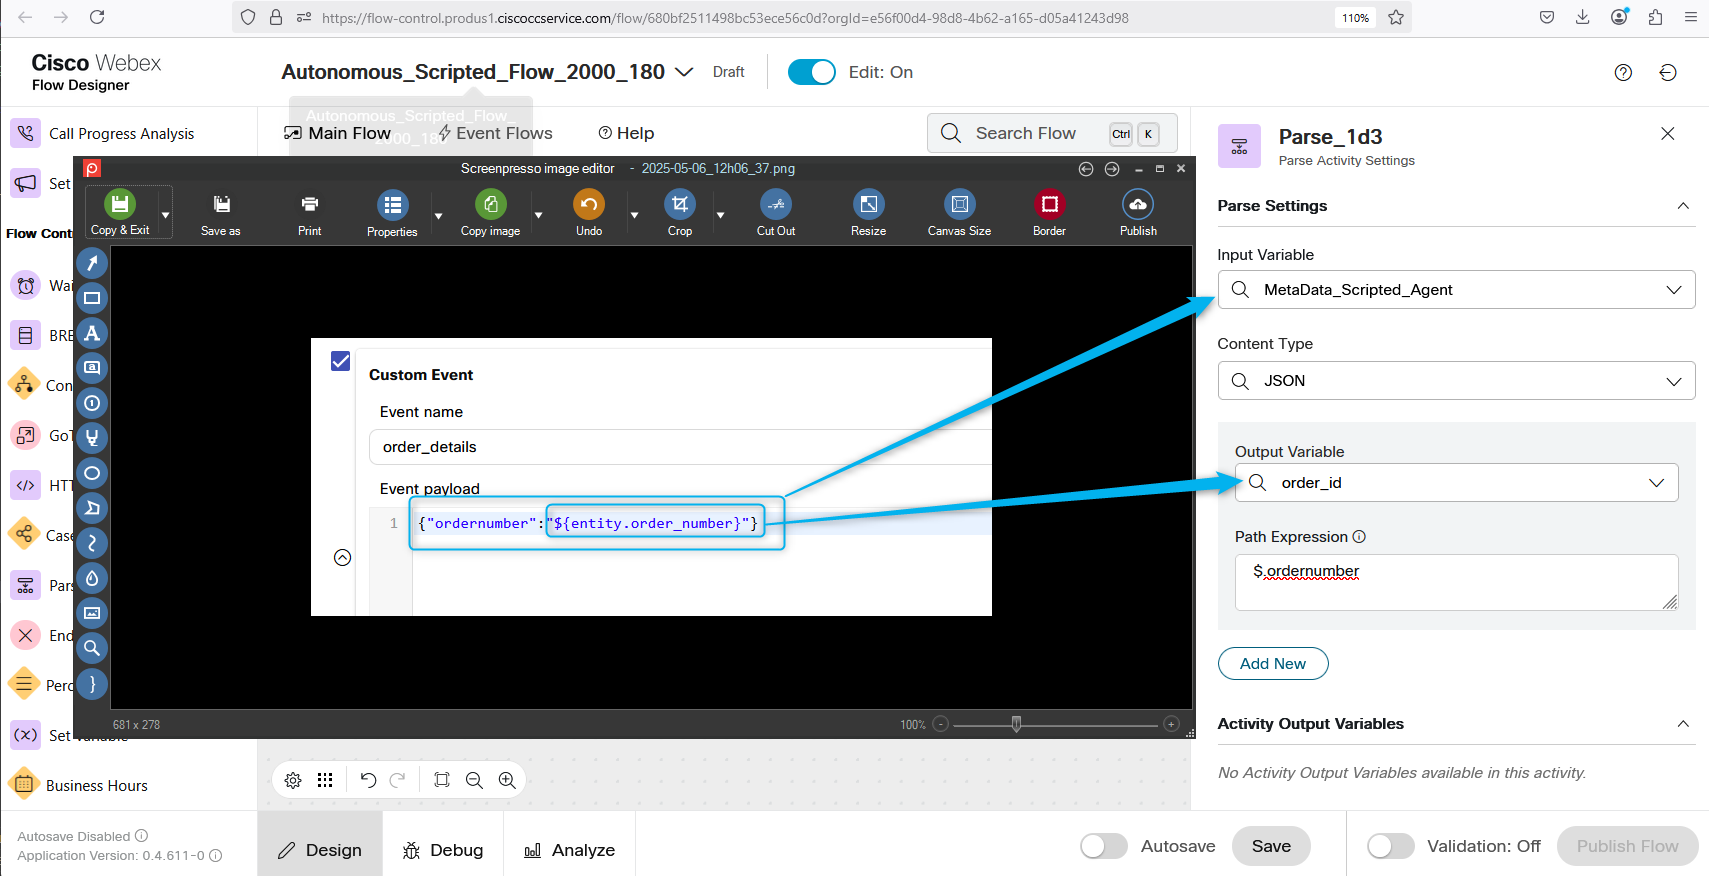 https://flow-control.produs1.ciscoccservice.com/flow/680bf2511498bc53ece56c0d?orgId=e56f00d4-98d8-4b62-a165-d05a41243d98
110%
Cisco Webex
Flow Designer
Autonomous_Scripted_Flow_2000_180
Draft
Edit: On
Autonomous_Scripted_Flow_
2000_180
Main Flow
Event Flows
Help
Search Flow
Ctrl
K
Call Progress Analysis
Set
Flow Cont
Wai
BRE
Con
GoT
HTT
Case
Pars
End
Perc
Set Variable
Business Hours
Screenpresso image editor - 2025-05-06_12h06_37.png
Copy & Exit
Save as
Print
Properties
Copy image
Undo
Crop
Cut Out
Resize
Canvas Size
Border
Publish
Custom Event
Event name
order_details
Event payload
1
{"ordernumber":"${entity.order_number}"}
681 x 278
100%
Parse_1d3
Parse Activity Settings
Parse Settings
Input Variable
MetaData_Scripted_Agent
Content Type
JSON
Output Variable
order_id
Path Expression
$.ordernumber
Add New
Activity Output Variables
No Activity Output Variables available in this activity.
Autosave Disabled
Application Version: 0.4.611-0
Design
Debug
Analyze
Autosave
Save
Validation: Off
Publish Flow